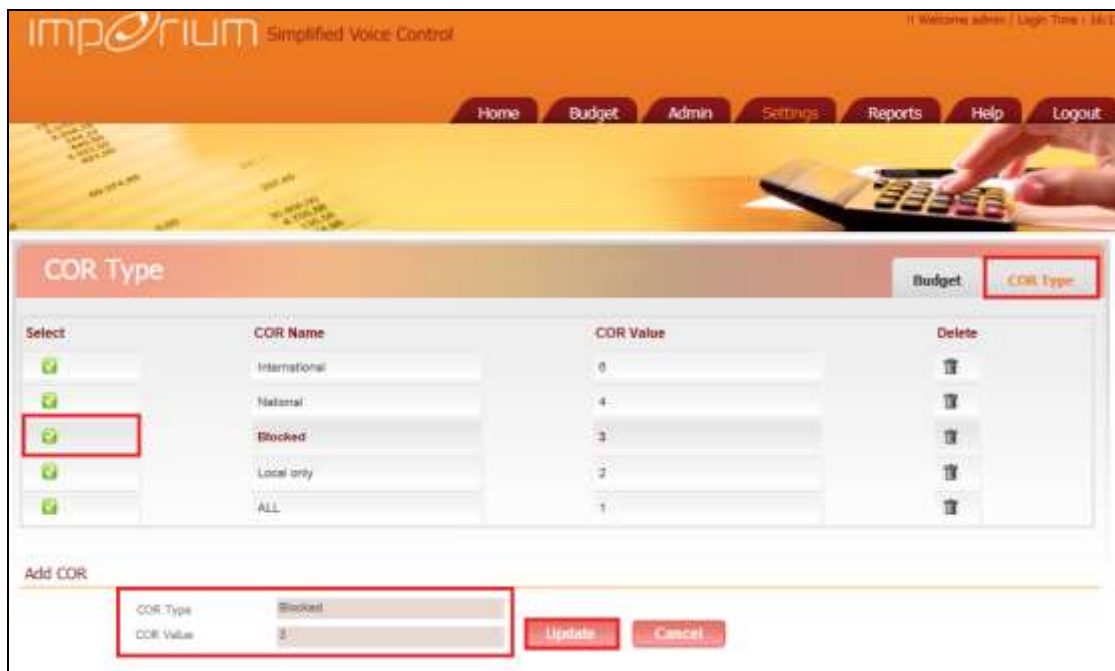 imperium Simplified Voice Control
!! Welcome admin / Login Time :
Home Budget Admin Settings Reports Help Logout
COR Type
Budget COR Type
Select COR Name COR Value Delete
International 6
National 4
Blocked 3
Local only 2
ALL 1
Add COR
COR Type Blocked
COR Value 3
Update Cancel